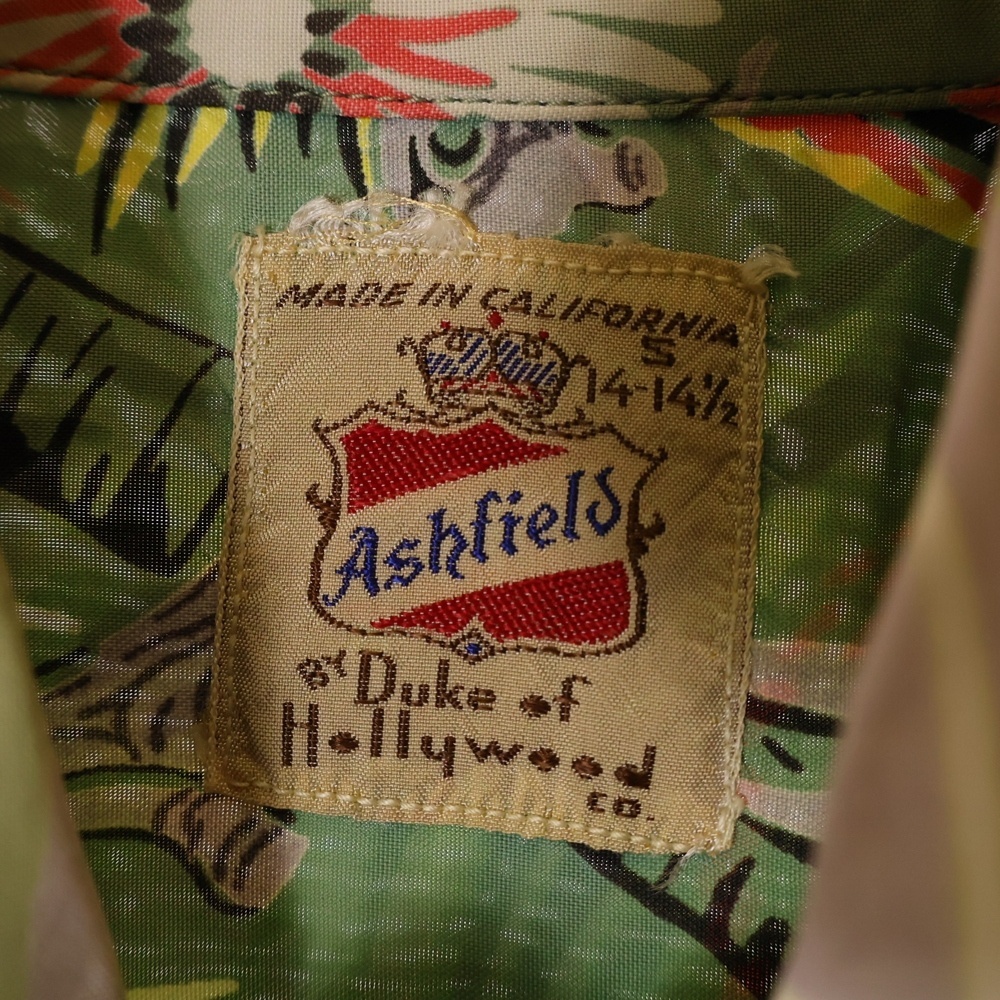 MADE IN CALIFORNIA
S
14-14½
Ashfield
BY Duke of
Hollywood
CO.